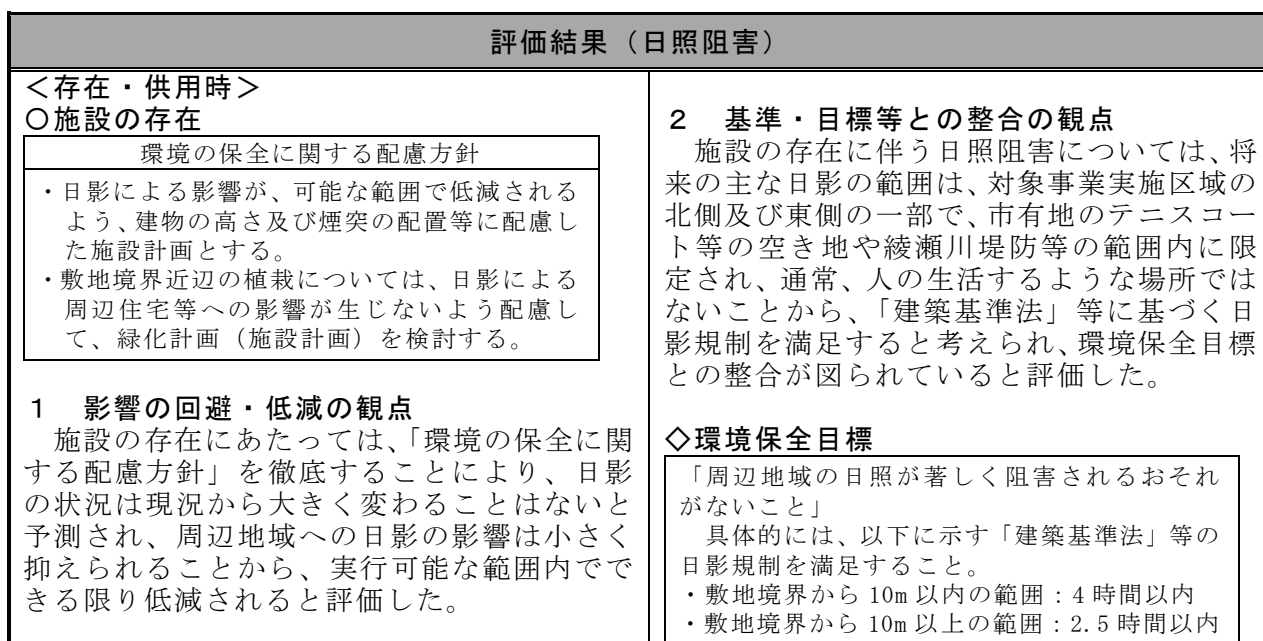 評価結果（日照阻害）
＜存在・供用時＞
○施設の存在
環境の保全に関する配慮方針
・日影による影響が、可能な範囲で低減される
よう、建物の高さ及び煙突の配置等に配慮し
た施設計画とする。
・敷地境界近辺の植栽については、日影による
周辺住宅等への影響が生じないよう配慮し
て、緑化計画（施設計画）を検討する。
１　影響の回避・低減の観点
施設の存在にあたっては、「環境の保全に関
する配慮方針」を徹底することにより、日影
の状況は現況から大きく変わることはないと
予測され、周辺地域への日影の影響は小さく
抑えられることから、実行可能な範囲内でで
きる限り低減されると評価した。
２　基準・目標等との整合の観点
施設の存在に伴う日照阻害については、将
来の主な日影の範囲は、対象事業実施区域の
北側及び東側の一部で、市有地のテニスコー
ト等の空き地や綾瀬川堤防等の範囲内に限
定され、通常、人の生活するような場所では
ないことから、「建築基準法」等に基づく日
影規制を満足すると考えられ、環境保全目標
との整合が図られていると評価した。
◇環境保全目標
「周辺地域の日照が著しく阻害されるおそれ
がないこと」
具体的には、以下に示す「建築基準法」等の
日影規制を満足すること。
・敷地境界から 10m 以内の範囲：4 時間以内
・敷地境界から 10m 以上の範囲：2.5 時間以内